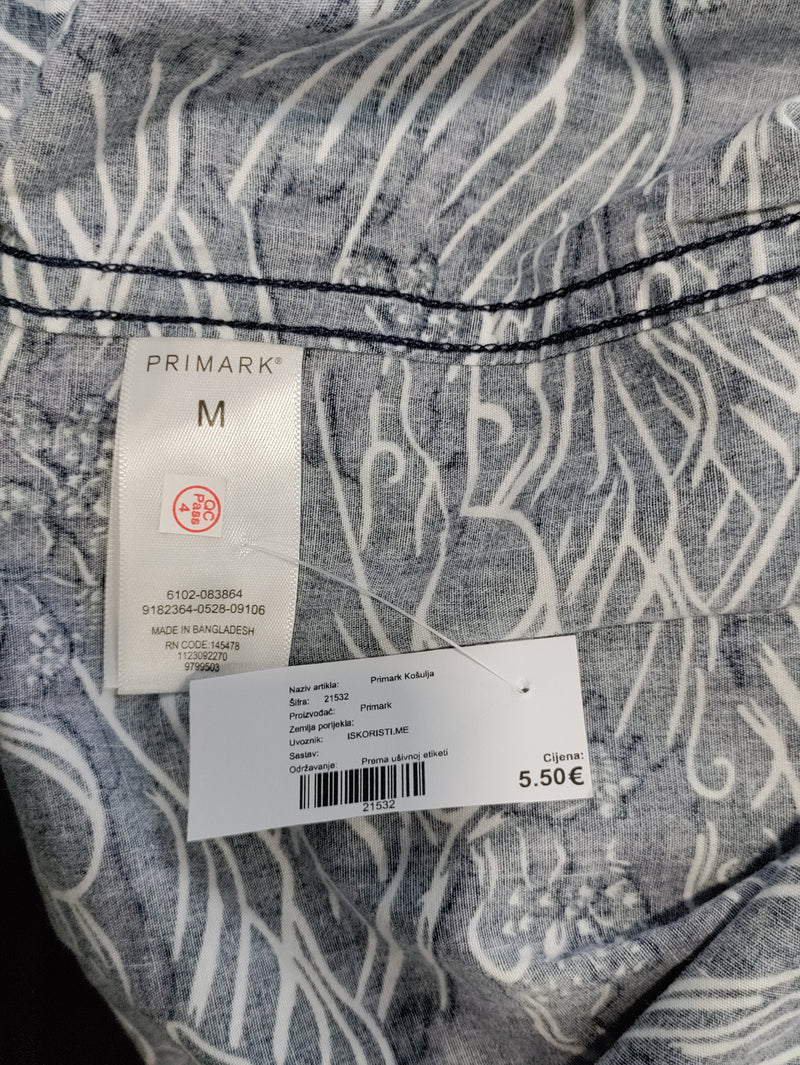 PRIMARK®
M
QC
Pass
4
6102-083864
9182364-0528-09106
MADE IN BANGLADESH
RN CODE:145478
1123092270
9799503
Naziv artikla: Primark Košulja
Šifra: 21532
Proizvođač: Primark
Zemlja porijekla:
Uvoznik: ISKORISTI.ME
Sastav:
Održavanje: Prema ušivnoj etiketi
21532
Cijena:
5.50€